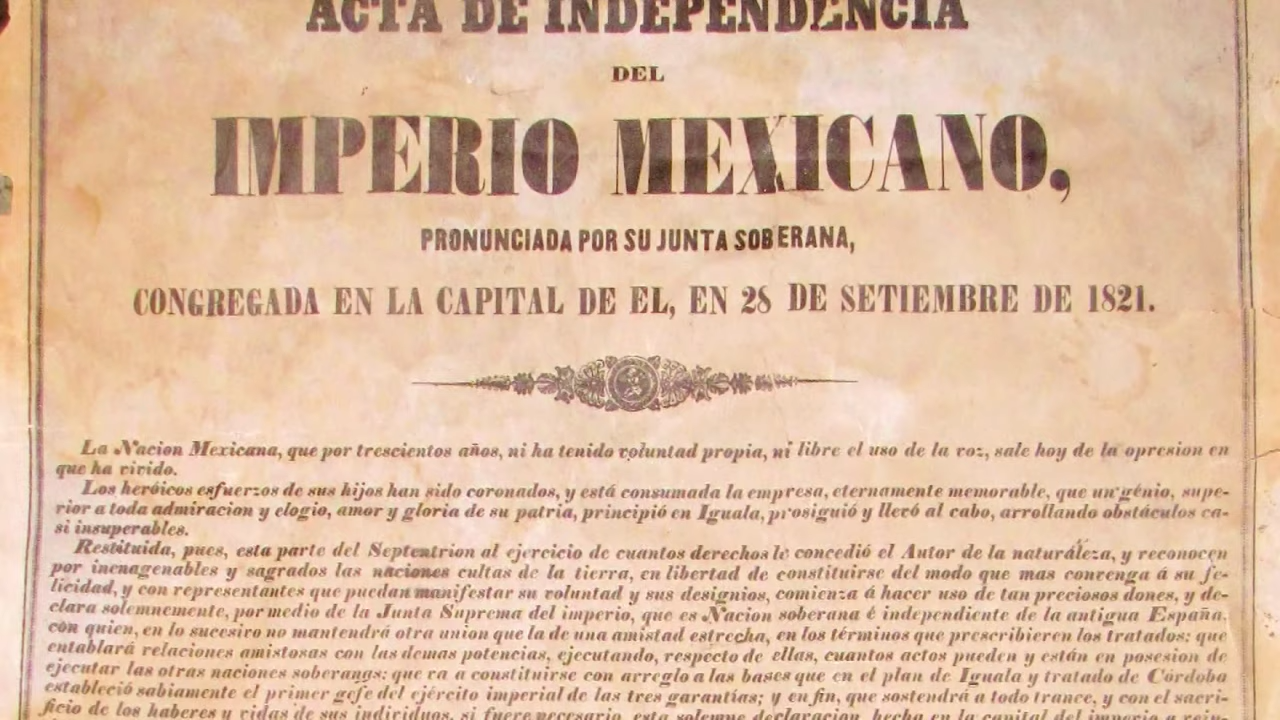 ACTA DE INDEPENDENCIA
DEL
IMPERIO MEXICANO,
PRONUNCIADA POR SU JUNTA SOBERANA,
CONGREGADA EN LA CAPITAL DE EL, EN 28 DE SETIEMBRE DE 1821.
La Nacion Mexicana, que por trescientos años, ni ha tenido voluntad propia, ni libre el uso de la voz, sale hoy de la opresion en
que ha vivido.
Los heróicos esfuerzos de sus hijos han sido coronados, y está consumada la empresa, eternamente memorable, que un génio, supe-
rior a toda admiracion y elogio, amor y gloria de su patria, principió en Iguala, prosiguió y llevó al cabo, arrollando obstáculos ca-
si insuperables.
Restituida, pues, esta parte del Septentrion al ejercicio de cuantos derechos le concedió el Autor de la naturaleza, y reconocen
por inenagenables y sagrados las naciones cultas de la tierra, en libertad de constituirse del modo que mas convenga á su fe-
licidad, y con representantes que puedan manifestar su voluntad y sus designios, comienza á hacer uso de tan preciosos dones, y de-
clara solemnemente, por medio de la Junta Suprema del imperio, que es Nacion soberana é independiente de la antigua España,
con quien, en lo sucesivo no mantendrá otra union que la de una amistad estrecha, en los términos que prescribieren los tratados: que
entablará relaciones amistosas con las demas potencias, ejecutando, respecto de ellas, cuantos actos pueden y están en posesion de
ejecutar las otras naciones soberanas: que va a constituirse con arreglo a las bases que en el plan de Iguala y tratado de Córdoba
estableció sabiamente el primer gefe del ejército imperial de las tres garantías; y en fin, que sostendrá a todo trance, y con el sacri-
ficio de los haberes y vidas de sus individuos, si fuere necesario, esta solemne declaracion, hecha en la capital del imperio a